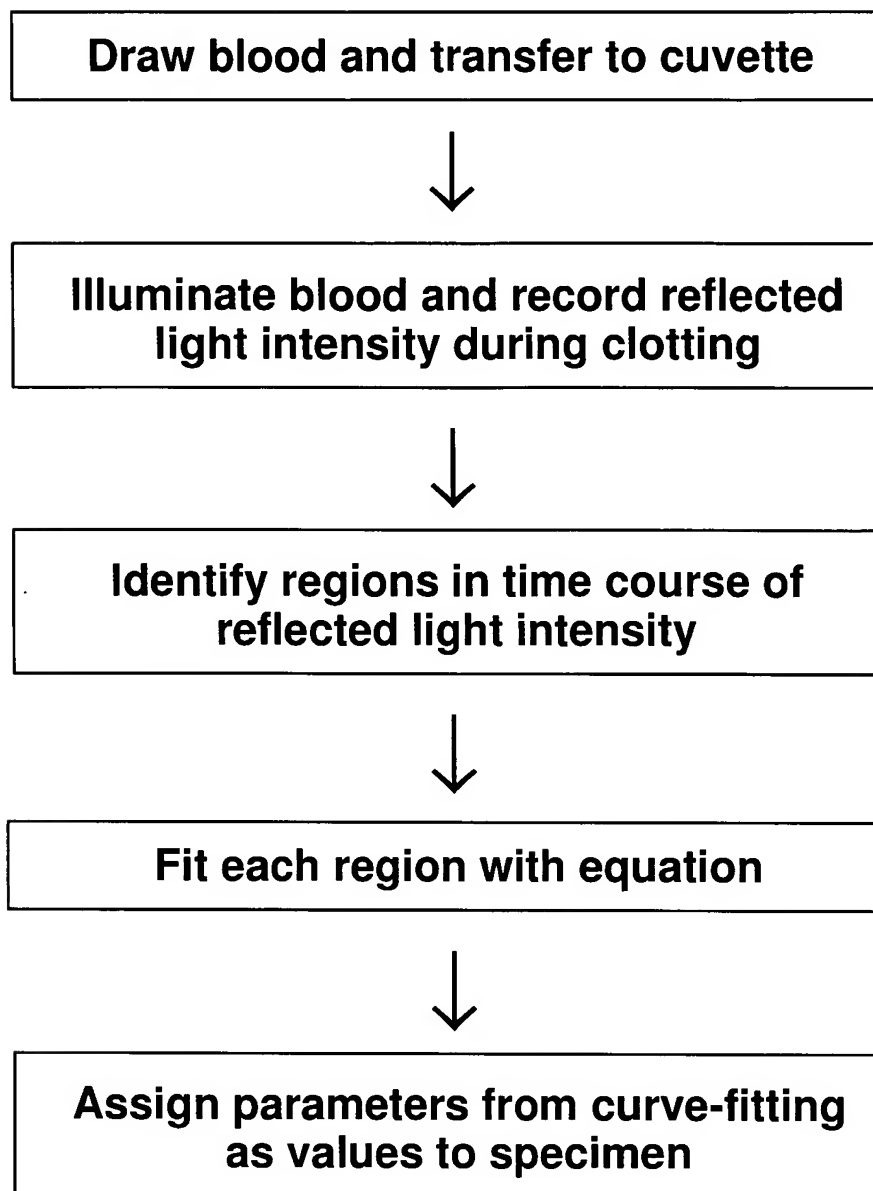 Draw blood and transfer to cuvette
Illuminate blood and record reflected
light intensity during clotting
Identify regions in time course of
reflected light intensity
Fit each region with equation
Assign parameters from curve-fitting
as values to specimen